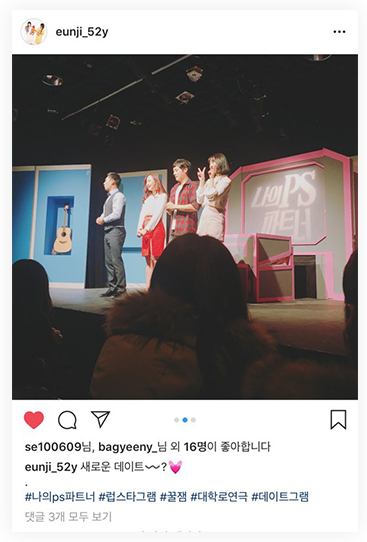 eunji_52y
나의PS
파트너
se100609님, bagyeeny_님 외 16명이 좋아합니다
eunji_52y 새로운 데이트〰?💓
.
#나의ps파트너 #럽스타그램 #꿀잼 #대학로연극 #데이트그램
댓글 3개 모두 보기